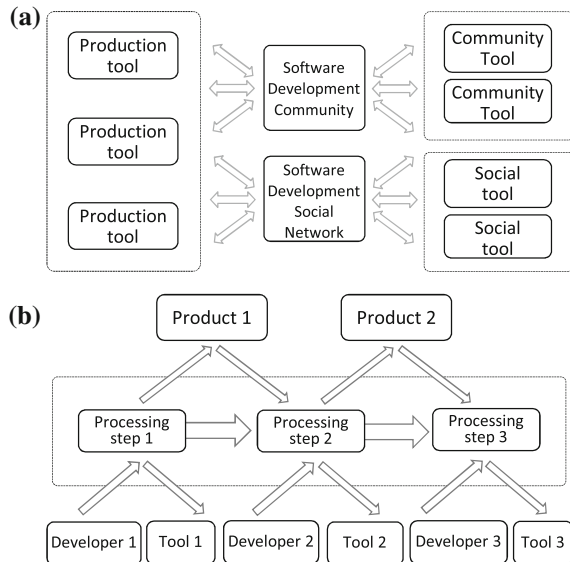 (a)
Production
tool
Production
tool
Production
tool
Software
Development
Community
Software
Development
Social
Network
Community
Tool
Community
Tool
Social
tool
Social
tool
(b)
Product 1
Product 2
Processing
step 1
Processing
step 2
Processing
step 3
Developer 1
Tool 1
Developer 2
Tool 2
Developer 3
Tool 3